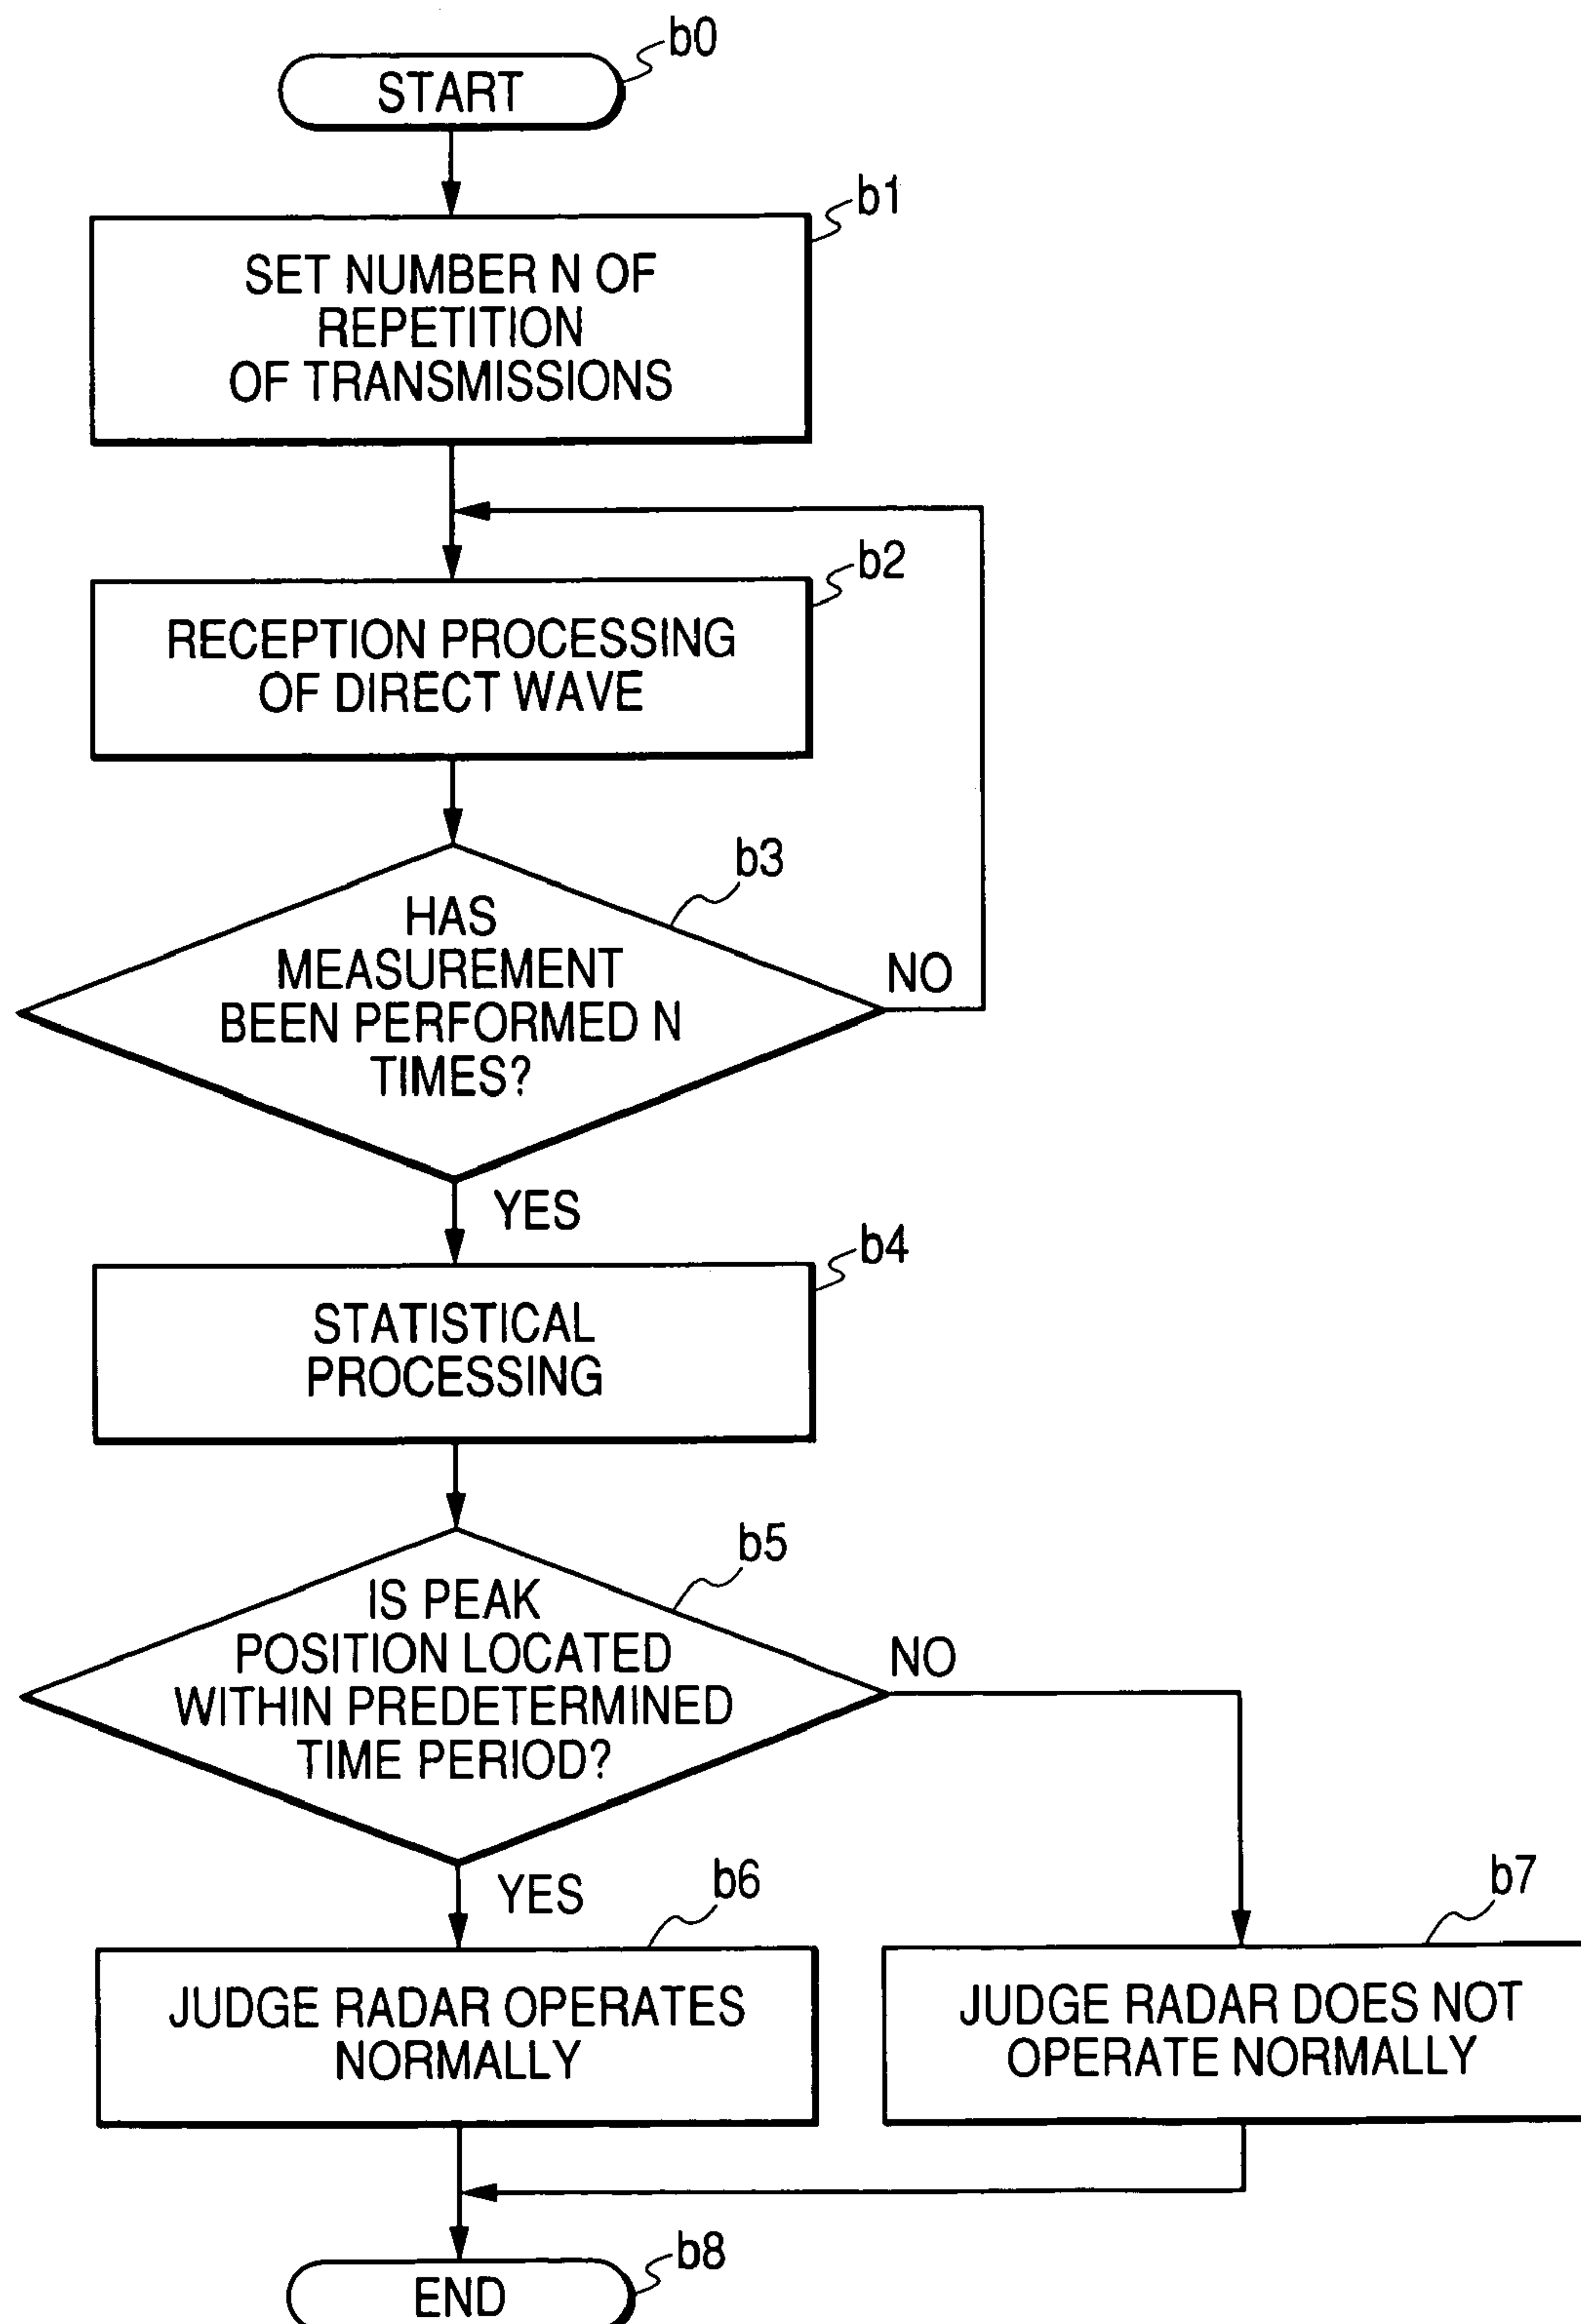 b0
START
b1
SET NUMBER N OF
REPETITION
OF TRANSMISSIONS
b2
RECEPTION PROCESSING
OF DIRECT WAVE
b3
HAS
MEASUREMENT
BEEN PERFORMED N
TIMES?
NO
YES
b4
STATISTICAL
PROCESSING
b5
IS PEAK
POSITION LOCATED
WITHIN PREDETERMINED
TIME PERIOD?
NO
YES
b6
JUDGE RADAR OPERATES
NORMALLY
b7
JUDGE RADAR DOES NOT
OPERATE NORMALLY
b8
END